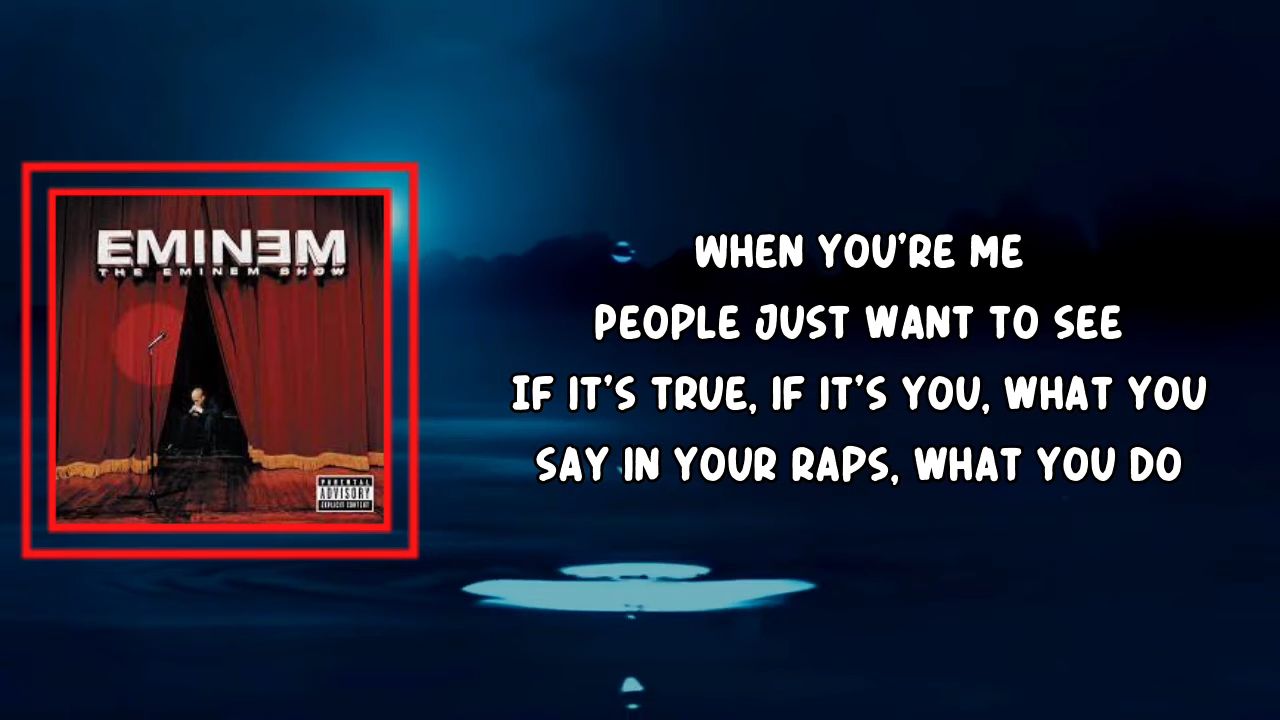 EMINEM
THE EMINEM SHOW
PARENTAL
ADVISORY
EXPLICIT CONTENT
WHEN YOU'RE ME
PEOPLE JUST WANT TO SEE
IF IT'S TRUE, IF IT'S YOU, WHAT YOU
SAY IN YOUR RAPS, WHAT YOU DO